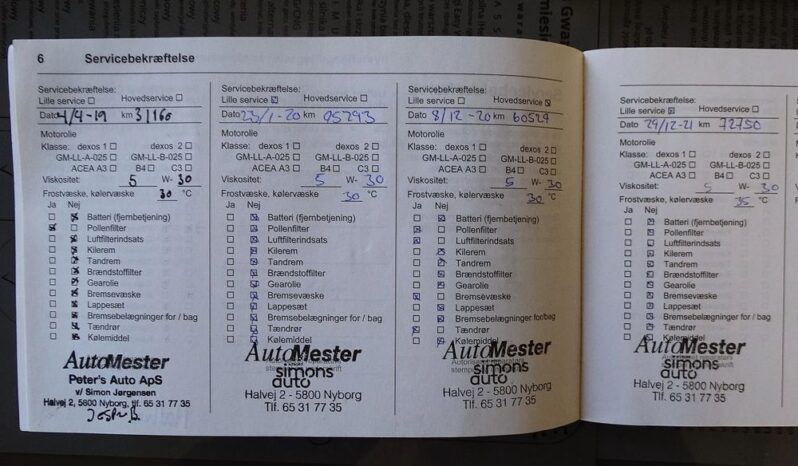 6 Servicebekræftelse
Servicebekræftelse:
Lille service Hovedservice
Dato 4/4-19 km 31160
Motorolie
Klasse: dexos 1 dexos 2
GM-LL-A-025 GM-LL-B-025
ACEA A3 B4 C3
Viskositet: 5 W- 30
Frostvæske, kølervæske 30 °C
Ja Nej
Batteri (fjernbetjening)
Pollenfilter
Luftfilterindsats
Kilerem
Tandrem
Brændstoffilter
Gearolie
Bremsevæske
Lappesæt
Bremsebelægninger for / bag
Tændrør
Kølemiddel
AutoMester
Peter's Auto ApS
v/ Simon Jørgensen
Halvej 2, 5800 Nyborg, tlf. 65 31 77 35
Servicebekræftelse:
Lille service Hovedservice
Dato 23/1-20 km
Motorolie
Klasse: dexos 1 dexos 2
GM-LL-A-025 GM-LL-B-025
ACEA A3 B4 C3
Viskositet: 5 W- 30
Frostvæske, kølervæske 30 °C
Ja Nej
Batteri (fjernbetjening)
Pollenfilter
Luftfilterindsats
Kilerem
Tandrem
Brændstoffilter
Gearolie
Bremsevæske
Lappesæt
Bremsebelægninger for / bag
Tændrør
Kølemiddel
AutoMester
simons
auto
Halvej 2 - 5800 Nyborg
Tlf. 65 31 77 35
Servicebekræftelse:
Lille service Hovedservice
Dato 8/12-20 km 60529
Motorolie
Klasse: dexos 1 dexos 2
GM-LL-A-025 GM-LL-B-025
ACEA A3 B4 C3
Viskositet: 5 W- 30
Frostvæske, kølervæske 30 °C
Ja Nej
Batteri (fjernbetjening)
Pollenfilter
Luftfilterindsats
Kilerem
Tandrem
Brændstoffilter
Gearolie
Bremsevæske
Lappesæt
Bremsebelægninger for/bag
Tændrør
Kølemiddel
AutoMester
simons
auto
Halvej 2 - 5800 Nyborg
Tlf. 65 31 77 35
Servicebekræftelse:
Lille service Hovedservice
Dato 29/12-21 km 72750
Motorolie
Klasse: dexos 1 dexos 2
GM-LL-A-025 GM-LL-B-025
ACEA A3 B4 C3
Viskositet: 5 W- 30
Frostvæske, kølervæske 35 °C
Ja Nej
Batteri (fjernbetjening)
Pollenfilter
Luftfilterindsats
Kilerem
Tandrem
Brændstoffilter
Gearolie
Bremsevæske
Lappesæt
Bremsebelægninger for / bag
Tændrør
Kølemiddel
AutoMester
simons
auto
Halvej 2 - 5800 Nyborg
Tlf. 65 31 77 35